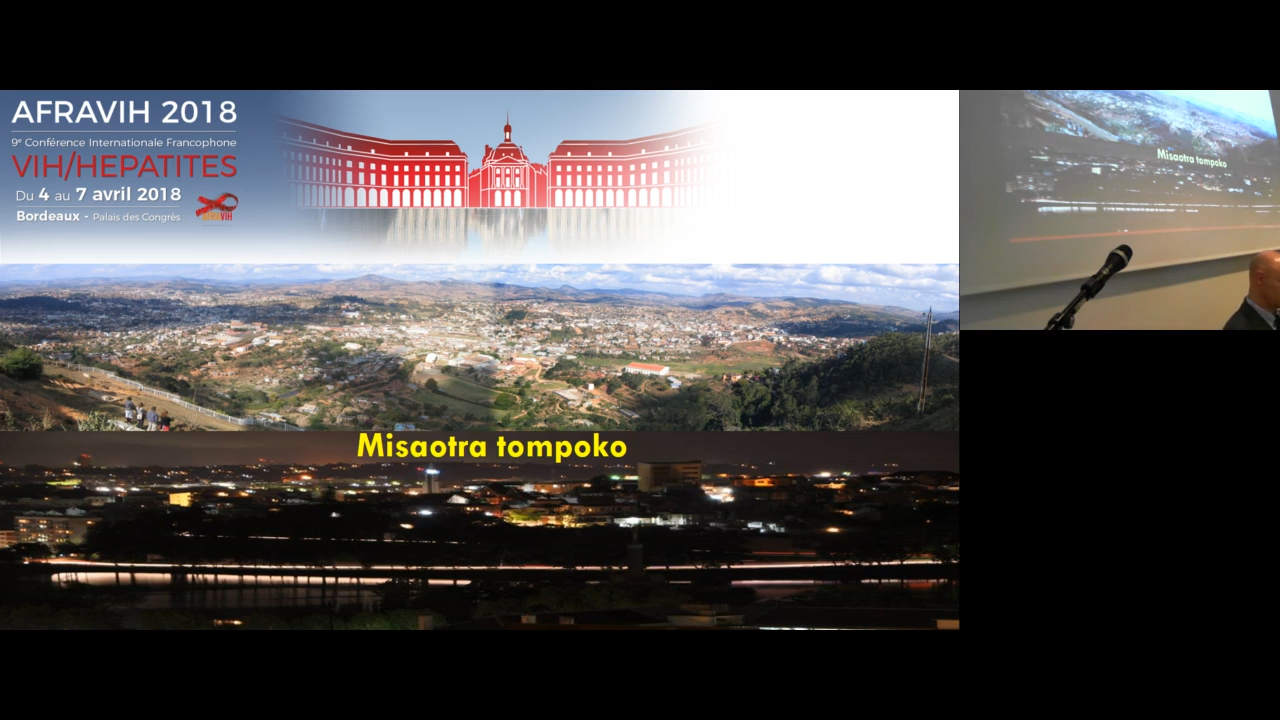 AFRAVIH 2018
9e Conférence Internationale Francophone
VIH/HEPATITES
Du 4 au 7 avril 2018
Bordeaux - Palais des Congrès
AFRAVIH
Misaotra tompoko
Misaotra tompoko